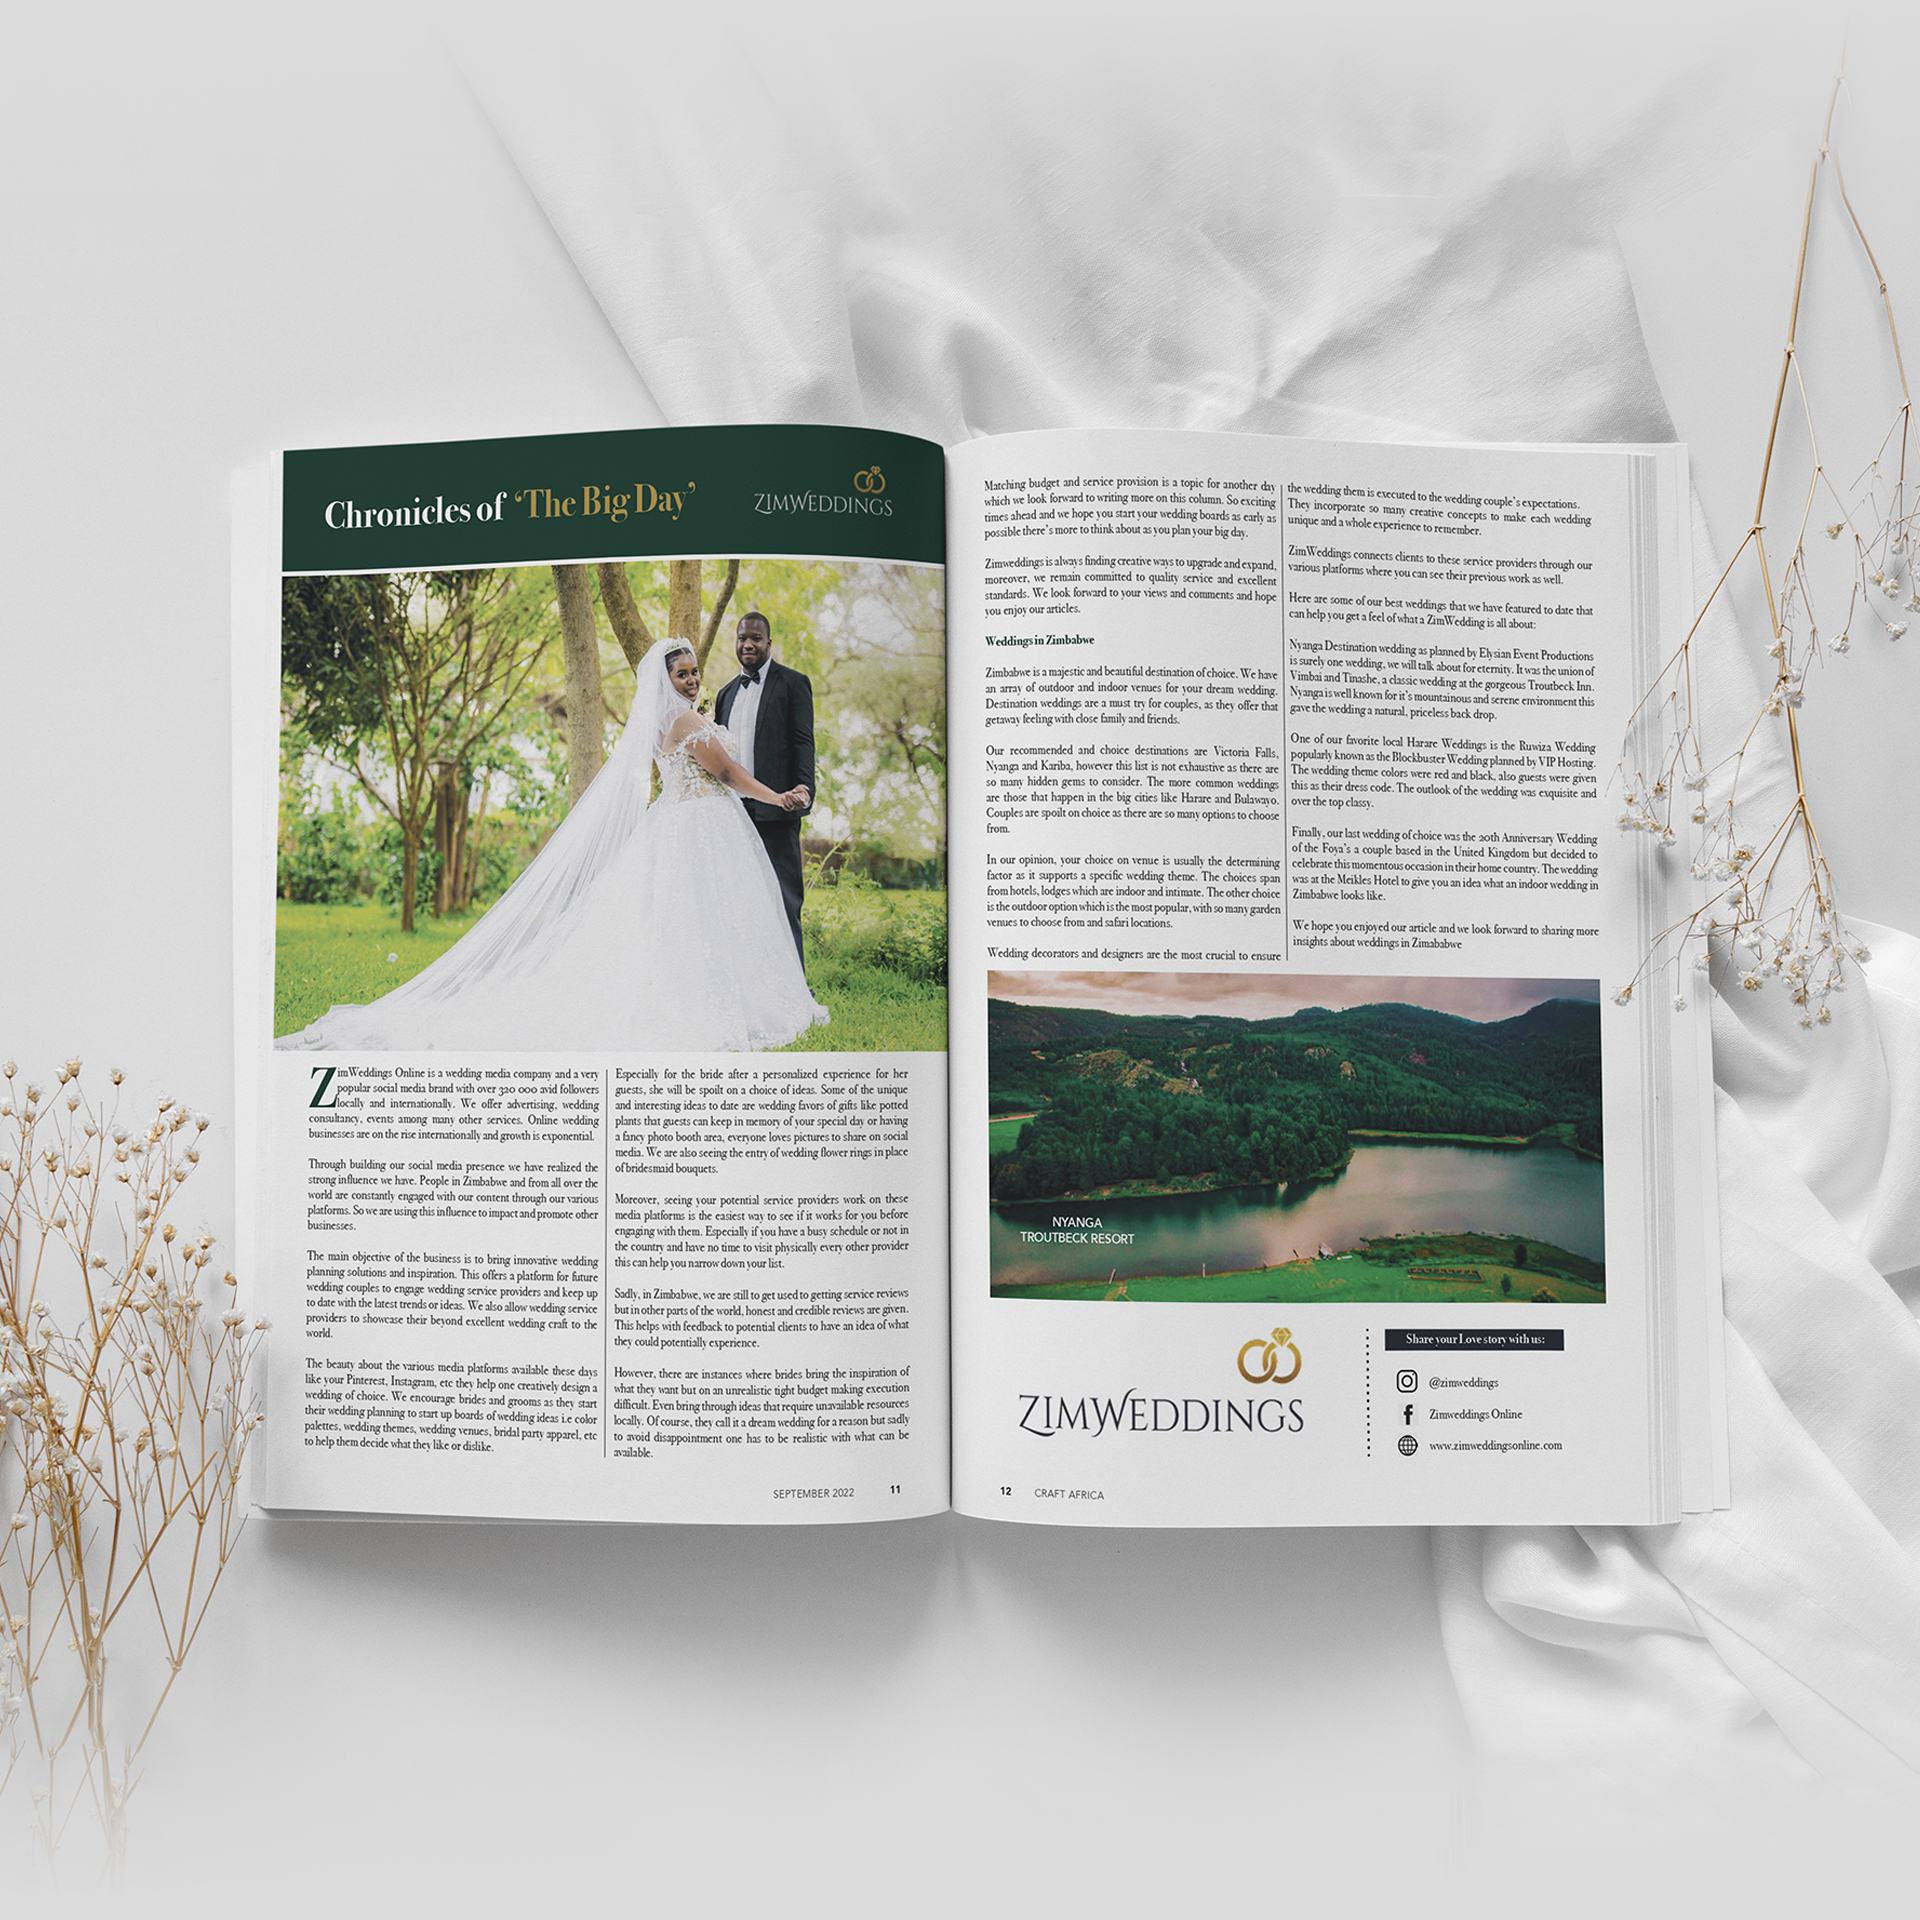 Chronicles of ‘The Big Day’
ZIMWEDDINGS
ZimWeddings Online is a wedding media company and a very
popular social media brand with over 320 000 avid followers
locally and internationally. We offer advertising, wedding
consultancy, events among many other services. Online wedding
businesses are on the rise internationally and growth is exponential.
Through building our social media presence we have realized the
strong influence we have. People in Zimbabwe and from all over the
world are constantly engaged with our content through our various
platforms. So we are using this influence to impact and promote other
businesses.
The main objective of the business is to bring innovative wedding
planning solutions and inspiration. This offers a platform for future
wedding couples to engage wedding service providers and keep up
to date with the latest trends or ideas. We also allow wedding service
providers to showcase their beyond excellent wedding craft to the
world.
The beauty about the various media platforms available these days
like your Pinterest, Instagram, etc they help one creatively design a
wedding of choice. We encourage brides and grooms as they start
their wedding planning to start up boards of wedding ideas i.e color
palettes, wedding themes, wedding venues, bridal party apparel, etc
to help them decide what they like or dislike.
Especially for the bride after a personalized experience for her
guests, she will be spoilt on a choice of ideas. Some of the unique
and interesting ideas to date are wedding favors of gifts like potted
plants that guests can keep in memory of your special day or having
a fancy photo booth area, everyone loves pictures to share on social
media. We are also seeing the entry of wedding flower rings in place
of bridesmaid bouquets.
Moreover, seeing your potential service providers work on these
media platforms is the easiest way to see if it works for you before
engaging with them. Especially if you have a busy schedule or not in
the country and have no time to visit physically every other provider
this can help you narrow down your list.
Sadly, in Zimbabwe, we are still to get used to getting service reviews
but in other parts of the world, honest and credible reviews are given.
This helps with feedback to potential clients to have an idea of what
they could potentially experience.
However, there are instances where brides bring the inspiration of
what they want but on an unrealistic tight budget making execution
difficult. Even bring through ideas that require unavailable resources
locally. Of course, they call it a dream wedding for a reason but sadly
to avoid disappointment one has to be realistic with what can be
available.
SEPTEMBER 2022 11
Matching budget and service provision is a topic for another day
which we look forward to writing more on this column. So exciting
times ahead and we hope you start your wedding boards as early as
possible there’s more to think about as you plan your big day.
Zimweddings is always finding creative ways to upgrade and expand,
moreover, we remain committed to quality service and excellent
standards. We look forward to your views and comments and hope
you enjoy our articles.
Weddings in Zimbabwe
Zimbabwe is a majestic and beautiful destination of choice. We have
an array of outdoor and indoor venues for your dream wedding.
Destination weddings are a must try for couples, as they offer that
getaway feeling with close family and friends.
Our recommended and choice destinations are Victoria Falls,
Nyanga and Kariba, however this list is not exhaustive as there are
so many hidden gems to consider. The more common weddings
are those that happen in the big cities like Harare and Bulawayo.
Couples are spoilt on choice as there are so many options to choose
from.
In our opinion, your choice on venue is usually the determining
factor as it supports a specific wedding theme. The choices span
from hotels, lodges which are indoor and intimate. The other choice
is the outdoor option which is the most popular, with so many garden
venues to choose from and safari locations.
Wedding decorators and designers are the most crucial to ensure
the wedding them is executed to the wedding couple’s expectations.
They incorporate so many creative concepts to make each wedding
unique and a whole experience to remember.
ZimWeddings connects clients to these service providers through our
various platforms where you can see their previous work as well.
Here are some of our best weddings that we have featured to date that
can help you get a feel of what a ZimWedding is all about:
Nyanga Destination wedding as planned by Elysian Event Productions
is surely one wedding, we will talk about for eternity. It was the union of
Vimbai and Tinashe, a classic wedding at the gorgeous Troutbeck Inn.
Nyanga is well known for it’s mountainous and serene environment this
gave the wedding a natural, priceless back drop.
One of our favorite local Harare Weddings is the Ruwiza Wedding
popularly known as the Blockbuster Wedding planned by VIP Hosting.
The wedding theme colors were red and black, also guests were given
this as their dress code. The outlook of the wedding was exquisite and
over the top classy.
Finally, our last wedding of choice was the 20th Anniversary Wedding
of the Foya’s a couple based in the United Kingdom but decided to
celebrate this momentous occasion in their home country. The wedding
was at the Meikles Hotel to give you an idea what an indoor wedding in
Zimbabwe looks like.
We hope you enjoyed our article and we look forward to sharing more
insights about weddings in Zimababwe
NYANGA
TROUTBECK RESORT
ZIMWEDDINGS
Share your Love story with us:
@zimweddings
Zimweddings Online
www.zimweddingsonline.com
12 CRAFT AFRICA